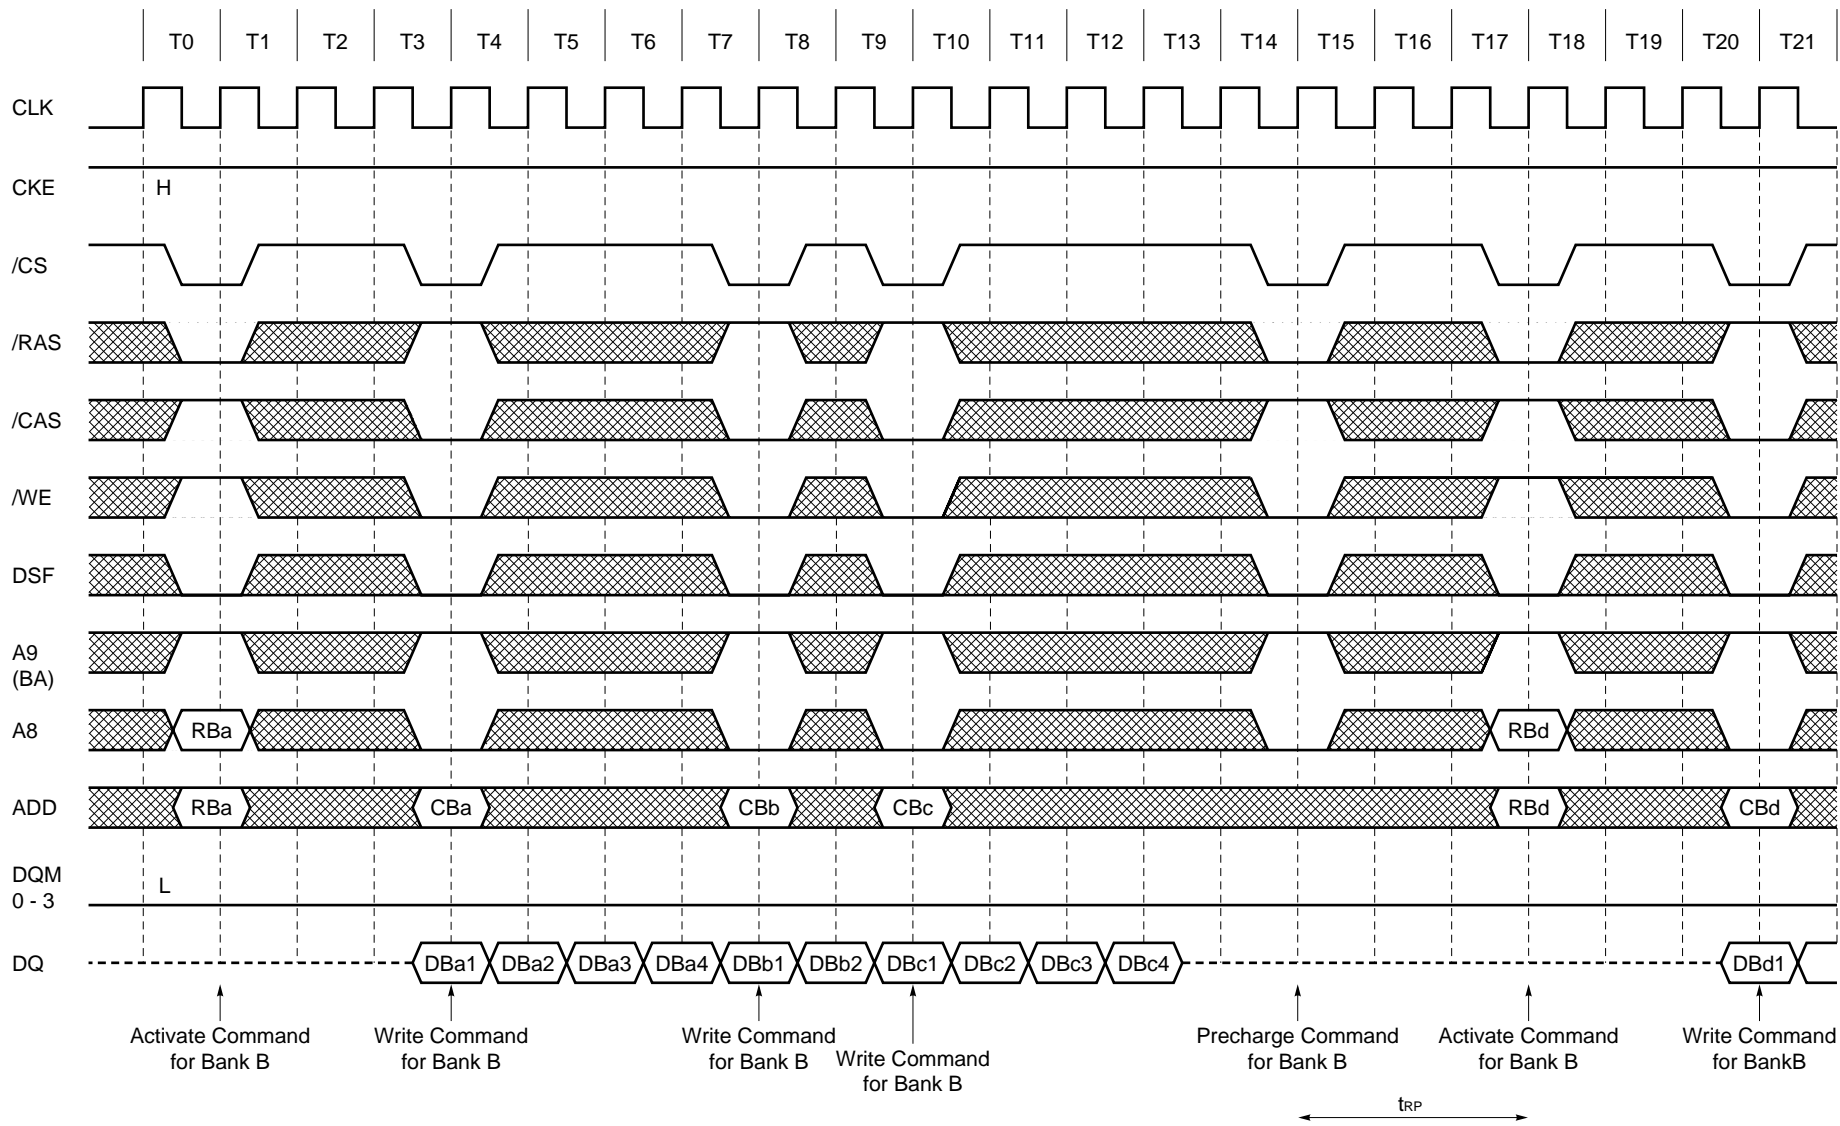 T0 T1 T2 T3 T4 T5 T6 T7 T8 T9 T10 T11 T12 T13 T14 T15 T16 T17 T18 T19 T20 T21
CLK
CKE H
/CS
/RAS
/CAS
/WE
DSF
A9
(BA)
A8 RBa RBd
ADD RBa CBa CBb CBc RBd CBd
DQM
0 - 3
L
DQ DBa1 DBa2 DBa3 DBa4 DBb1 DBb2 DBc1 DBc2 DBc3 DBc4 DBd1
Activate Command
for Bank B
Write Command
for Bank B
Write Command
for Bank B
Write Command
for Bank B
Precharge Command
for Bank B
Activate Command
for Bank B
Write Command
for BankB
tRP